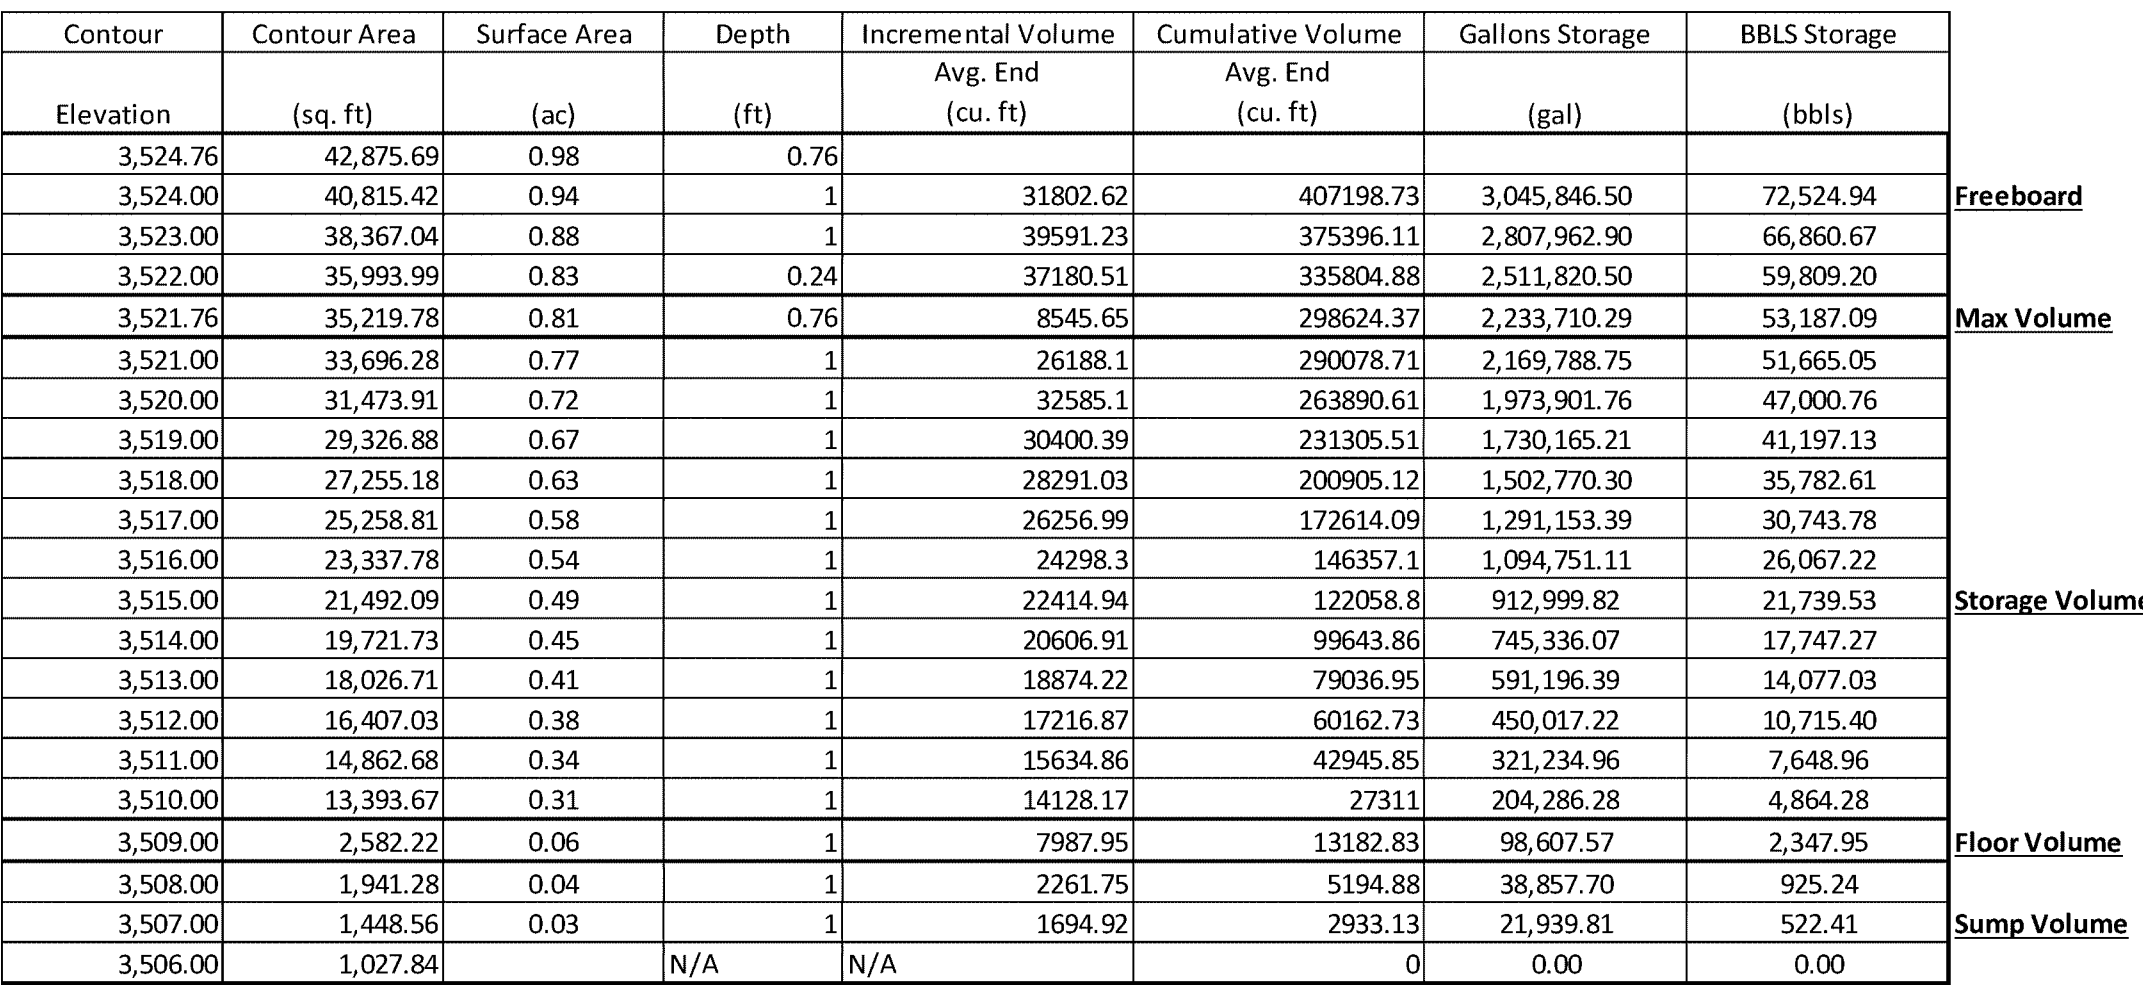 Contour Contour Area Surface Area Depth Incremental Volume Cumulative Volume Gallons Storage BBLS Storage
Avg. End Avg. End
Elevation (sq. ft) (ac) (ft) (cu. ft) (cu. ft) (gal) (bbls)
3,524.76 42,875.69 0.98 0.76
3,524.00 40,815.42 0.94 1 31802.62 407198.73 3,045,846.50 72,524.94 Freeboard
3,523.00 38,367.04 0.88 1 39591.23 375396.11 2,807,962.90 66,860.67
3,522.00 35,993.99 0.83 0.24 37180.51 335804.88 2,511,820.50 59,809.20
3,521.76 35,219.78 0.81 0.76 8545.65 298624.37 2,233,710.29 53,187.09 Max Volume
3,521.00 33,696.28 0.77 1 26188.1 290078.71 2,169,788.75 51,665.05
3,520.00 31,473.91 0.72 1 32585.1 263890.61 1,973,901.76 47,000.76
3,519.00 29,326.88 0.67 1 30400.39 231305.51 1,730,165.21 41,197.13
3,518.00 27,255.18 0.63 1 28291.03 200905.12 1,502,770.30 35,782.61
3,517.00 25,258.81 0.58 1 26256.99 172614.09 1,291,153.39 30,743.78
3,516.00 23,337.78 0.54 1 24298.3 146357.1 1,094,751.11 26,067.22
3,515.00 21,492.09 0.49 1 22414.94 122058.8 912,999.82 21,739.53 Storage Volume
3,514.00 19,721.73 0.45 1 20606.91 99643.86 745,336.07 17,747.27
3,513.00 18,026.71 0.41 1 18874.22 79036.95 591,196.39 14,077.03
3,512.00 16,407.03 0.38 1 17216.87 60162.73 450,017.22 10,715.40
3,511.00 14,862.68 0.34 1 15634.86 42945.85 321,234.96 7,648.96
3,510.00 13,393.67 0.31 1 14128.17 27311 204,286.28 4,864.28
3,509.00 2,582.22 0.06 1 7987.95 13182.83 98,607.57 2,347.95 Floor Volume
3,508.00 1,941.28 0.04 1 2261.75 5194.88 38,857.70 925.24
3,507.00 1,448.56 0.03 1 1694.92 2933.13 21,939.81 522.41 Sump Volume
3,506.00 1,027.84 N/A N/A 0 0.00 0.00